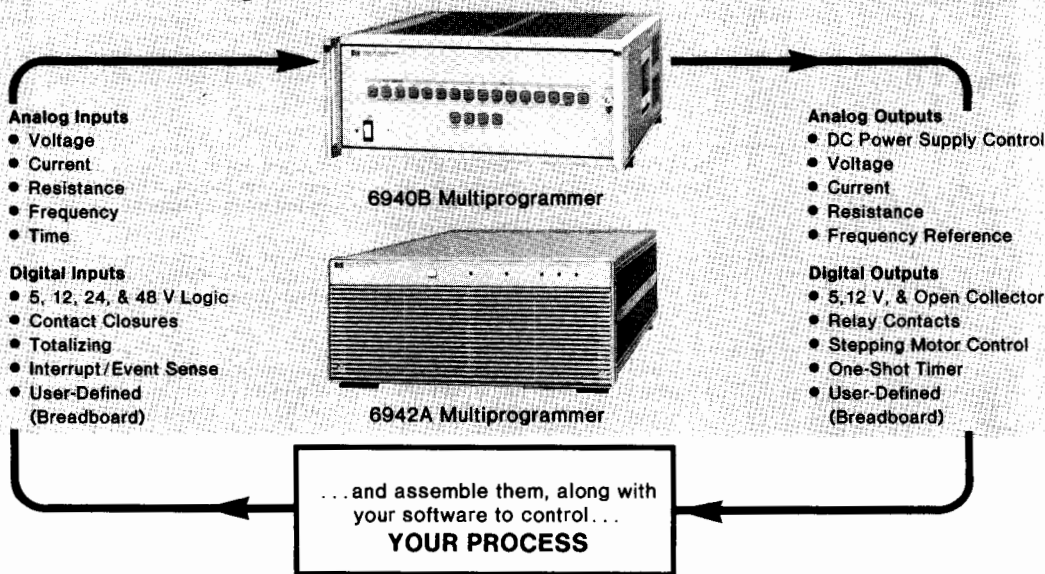 Analog Inputs
● Voltage
● Current
● Resistance
● Frequency
● Time
Digital Inputs
● 5, 12, 24, & 48 V Logic
● Contact Closures
● Totalizing
● Interrupt/Event Sense
● User-Defined
(Breadboard)
6940B Multiprogrammer
6942A Multiprogrammer
Analog Outputs
● DC Power Supply Control
● Voltage
● Current
● Resistance
● Frequency Reference
Digital Outputs
● 5,12 V, & Open Collector
● Relay Contacts
● Stepping Motor Control
● One-Shot Timer
● User-Defined
(Breadboard)
...and assemble them, along with
your software to control...
YOUR PROCESS